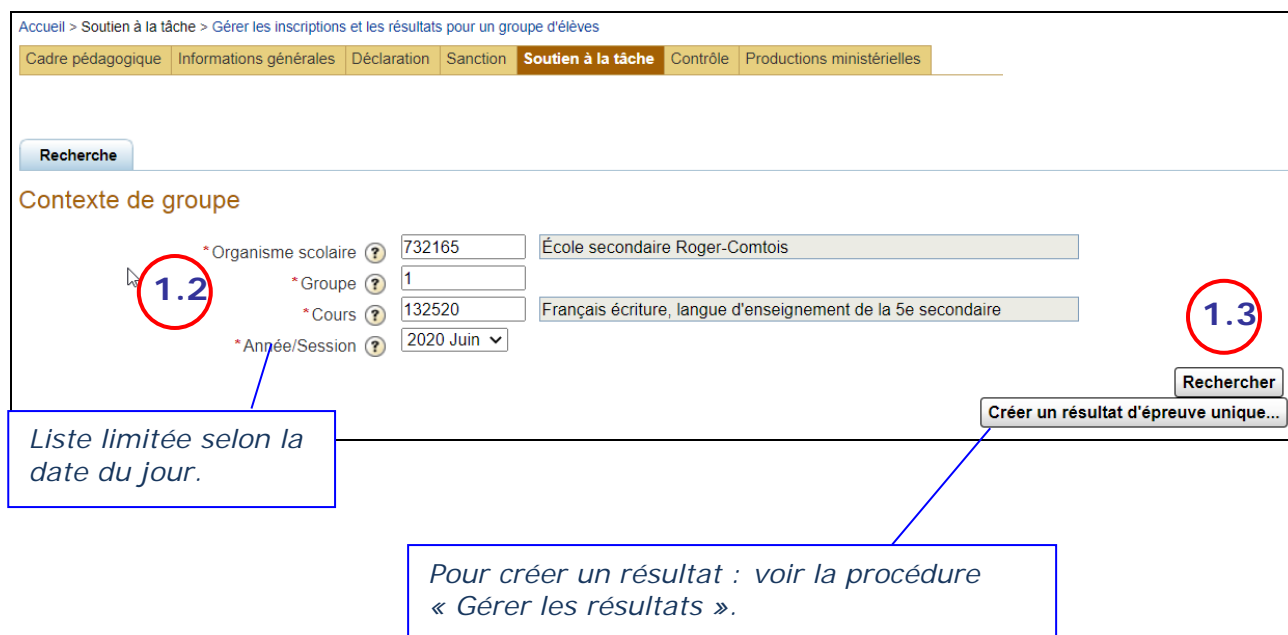 Accueil > Soutien à la tâche > Gérer les inscriptions et les résultats pour un groupe d'élèves
Cadre pédagogique Informations générales Déclaration Sanction Soutien à la tâche Contrôle Productions ministérielles
Recherche
Contexte de groupe
*Organisme scolaire ? 732165 École secondaire Roger-Comtois
1.2
*Groupe ? 1
*Cours ? 132520 Français écriture, langue d'enseignement de la 5e secondaire
1.3
*Année/Session ? 2020 Juin
Rechercher
Créer un résultat d'épreuve unique...
Liste limitée selon la
date du jour.
Pour créer un résultat : voir la procédure
« Gérer les résultats ».